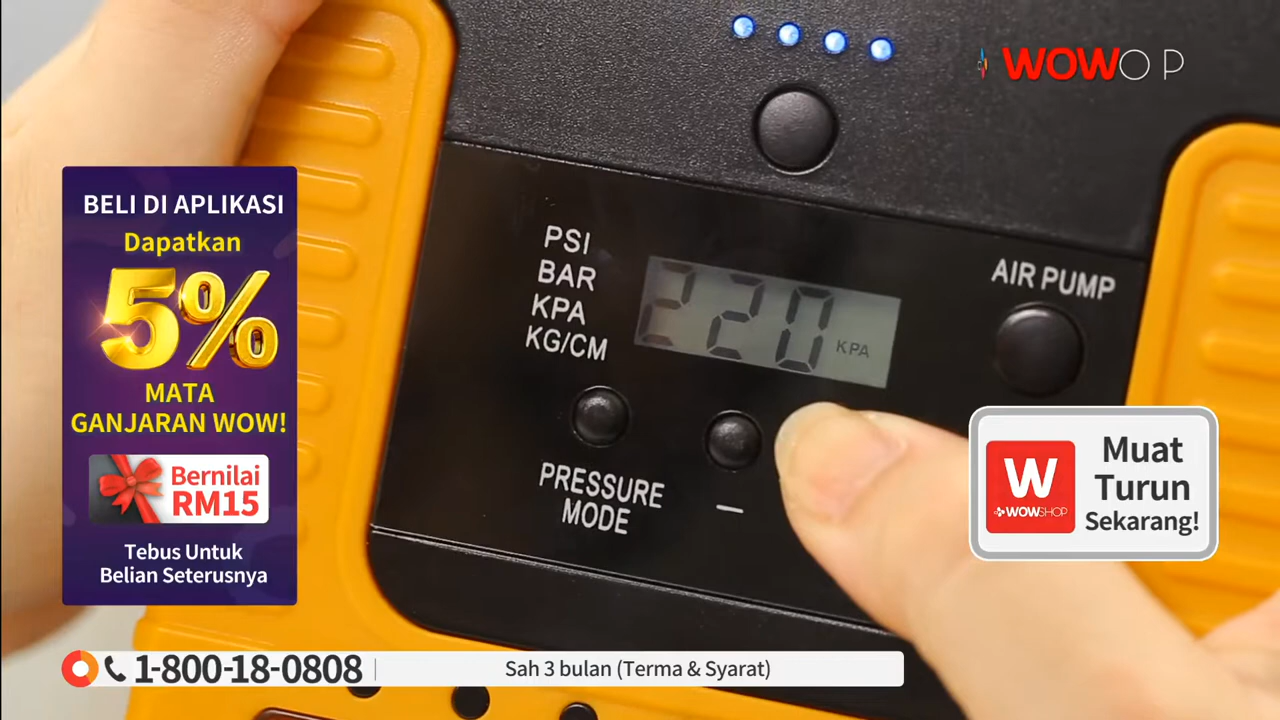 WOWOP
BELI DI APLIKASI
Dapatkan
5%
MATA
GANJARAN WOW!
Bernilai
RM15
Tebus Untuk
Belian Seterusnya
PSI
BAR
KPA
KG/CM
220 KPA
AIR PUMP
PRESSURE
MODE
−
W
WOWSHOP
Muat
Turun
Sekarang!
1-800-18-0808
Sah 3 bulan (Terma & Syarat)